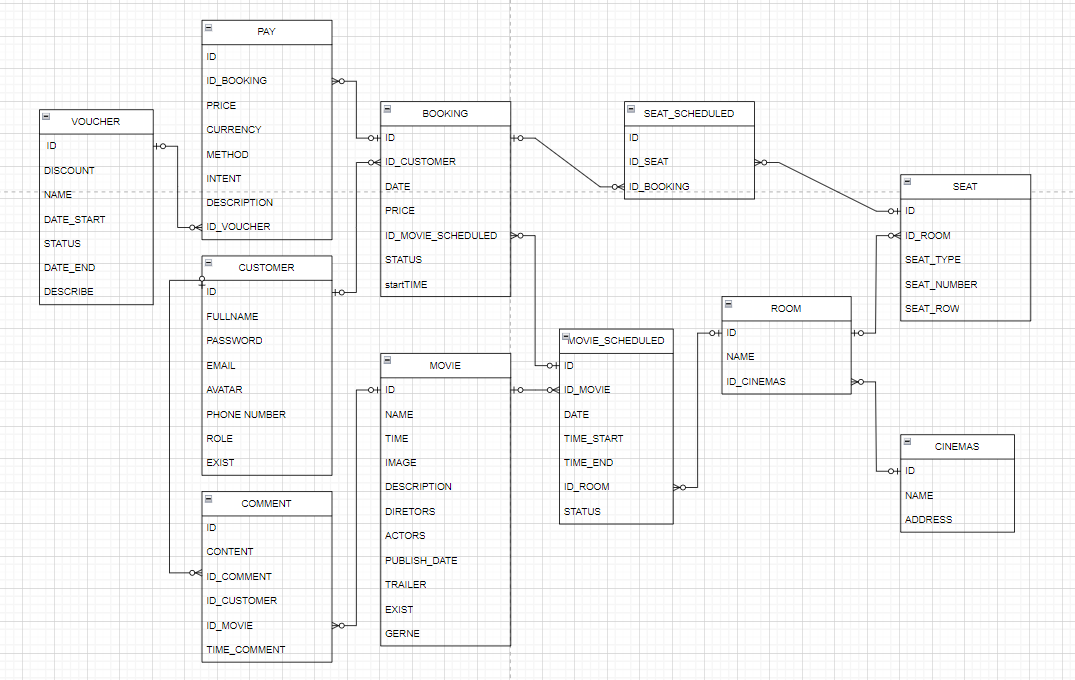 PAY
ID
ID_BOOKING
PRICE
CURRENCY
METHOD
INTENT
DESCRIPTION
ID_VOUCHER
VOUCHER
ID
DISCOUNT
NAME
DATE_START
STATUS
DATE_END
DESCRIBE
BOOKING
ID
ID_CUSTOMER
DATE
PRICE
ID_MOVIE_SCHEDULED
STATUS
startTIME
SEAT_SCHEDULED
ID
ID_SEAT
ID_BOOKING
SEAT
ID
ID_ROOM
SEAT_TYPE
SEAT_NUMBER
SEAT_ROW
CUSTOMER
ID
FULLNAME
PASSWORD
EMAIL
AVATAR
PHONE NUMBER
ROLE
EXIST
MOVIE
ID
NAME
TIME
IMAGE
DESCRIPTION
DIRETORS
ACTORS
PUBLISH_DATE
TRAILER
EXIST
GERNE
MOVIE_SCHEDULED
ID
ID_MOVIE
DATE
TIME_START
TIME_END
ID_ROOM
STATUS
ROOM
ID
NAME
ID_CINEMAS
CINEMAS
ID
NAME
ADDRESS
COMMENT
ID
CONTENT
ID_COMMENT
ID_CUSTOMER
ID_MOVIE
TIME_COMMENT